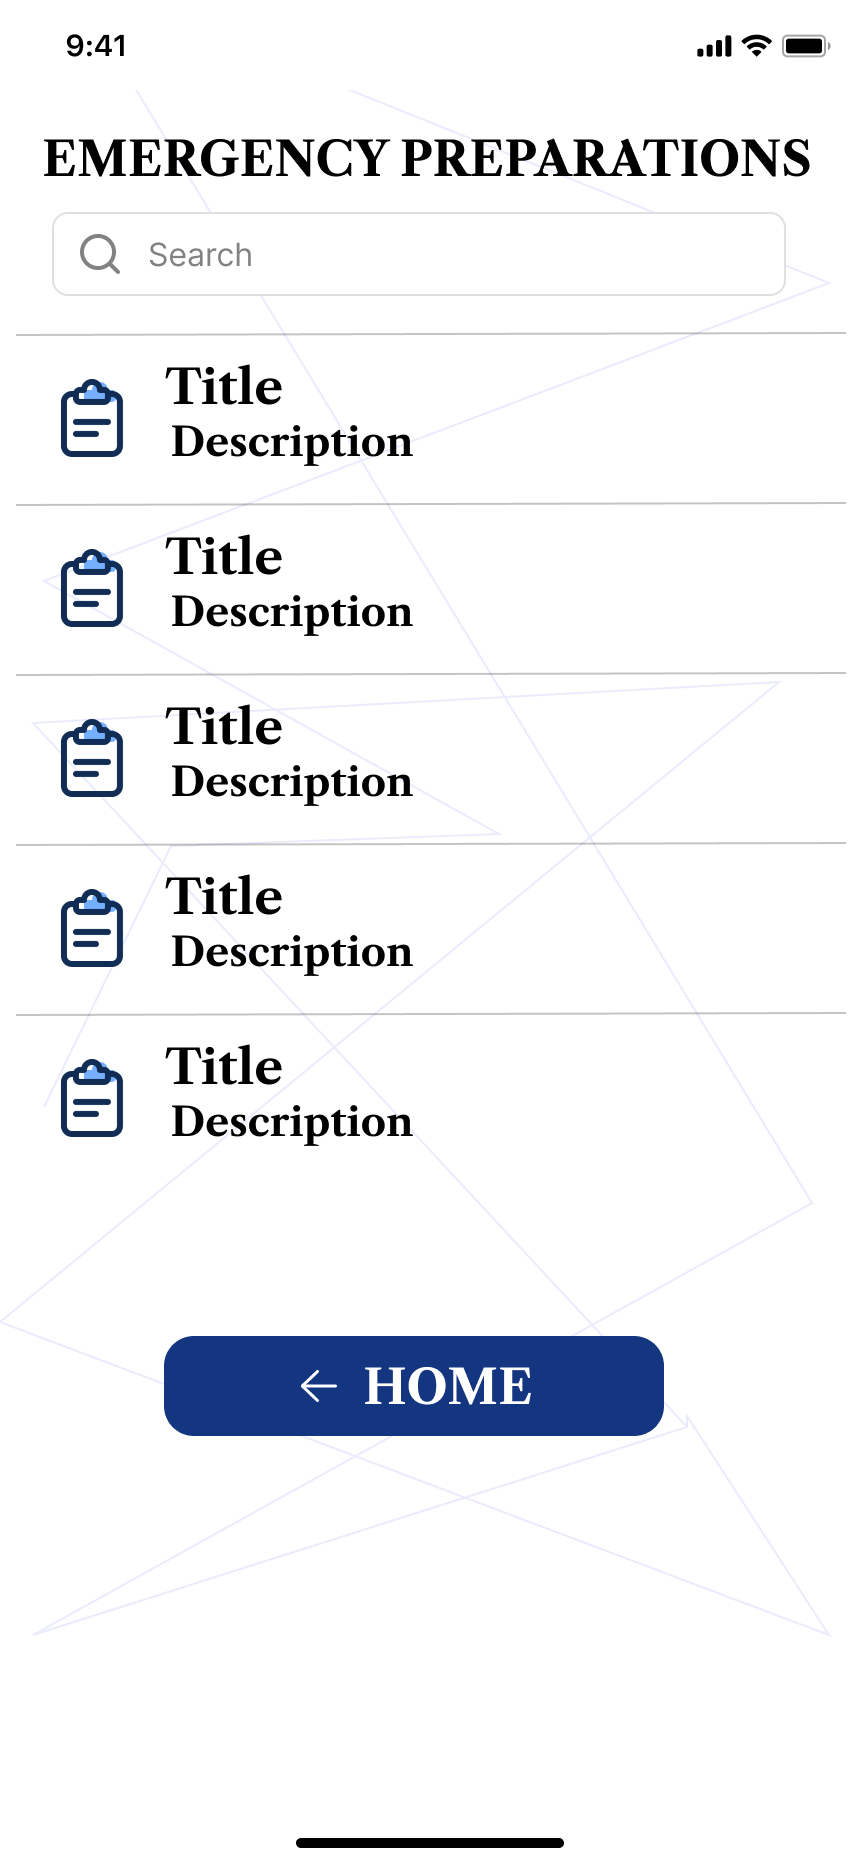 9:41
EMERGENCY PREPARATIONS
Search
Title
Description
Title
Description
Title
Description
Title
Description
Title
Description
HOME